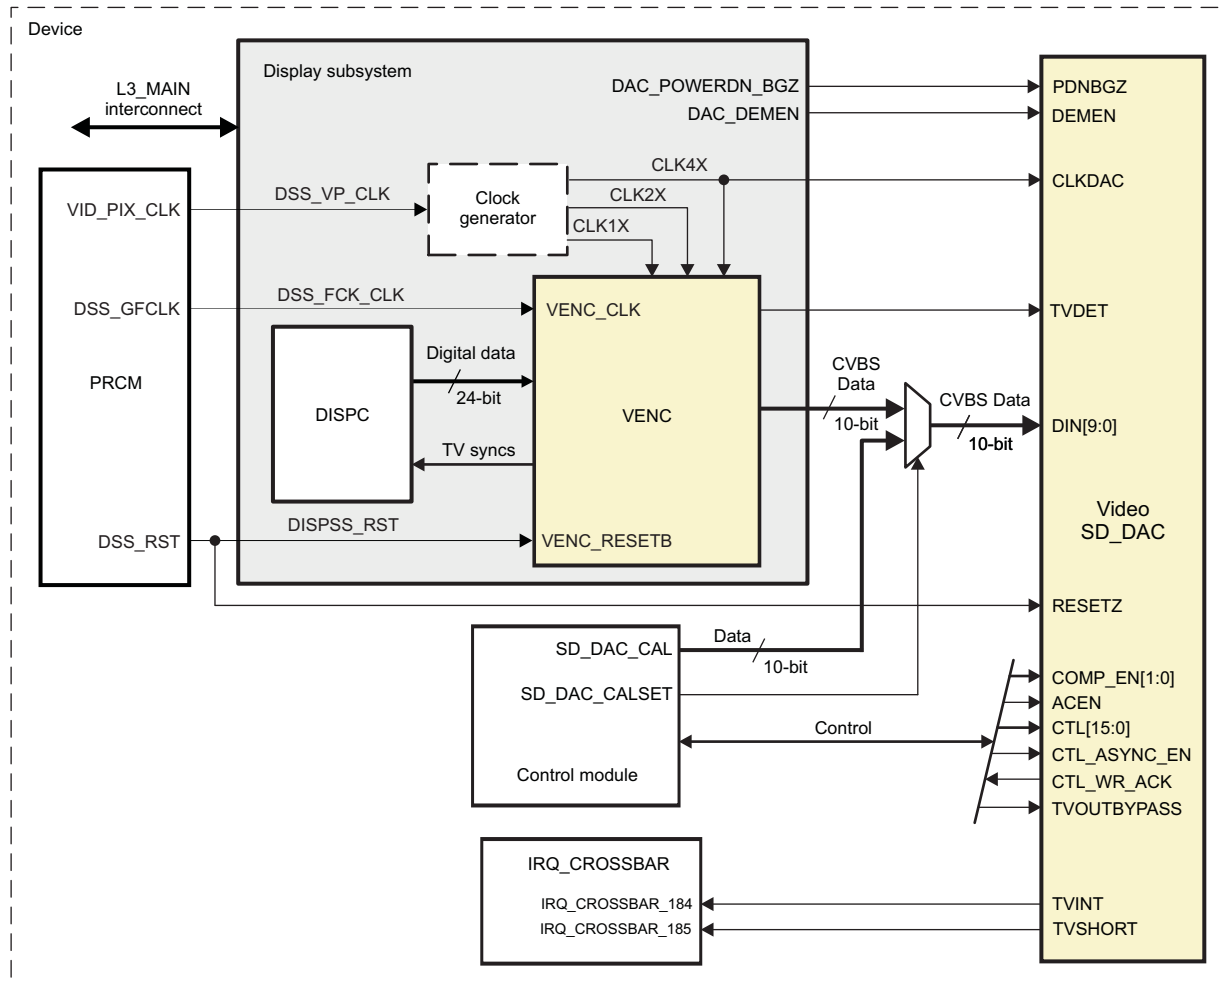 Device
Display subsystem
L3_MAIN
interconnect
DAC_POWERDN_BGZ
DAC_DEMEN
PDNBGZ
DEMEN
VID_PIX_CLK
DSS_VP_CLK
Clock
generator
CLK4X
CLK2X
CLK1X
CLKDAC
DSS_GFCLK
DSS_FCK_CLK
VENC_CLK
TVDET
PRCM
DISPC
Digital data
24-bit
TV syncs
VENC
CVBS
Data
10-bit
CVBS Data
10-bit
DIN[9:0]
Video
SD_DAC
DSS_RST
DISPSS_RST
VENC_RESETB
RESETZ
SD_DAC_CAL
Data
10-bit
SD_DAC_CALSET
Control
Control module
COMP_EN[1:0]
ACEN
CTL[15:0]
CTL_ASYNC_EN
CTL_WR_ACK
TVOUTBYPASS
IRQ_CROSSBAR
IRQ_CROSSBAR_184
IRQ_CROSSBAR_185
TVINT
TVSHORT